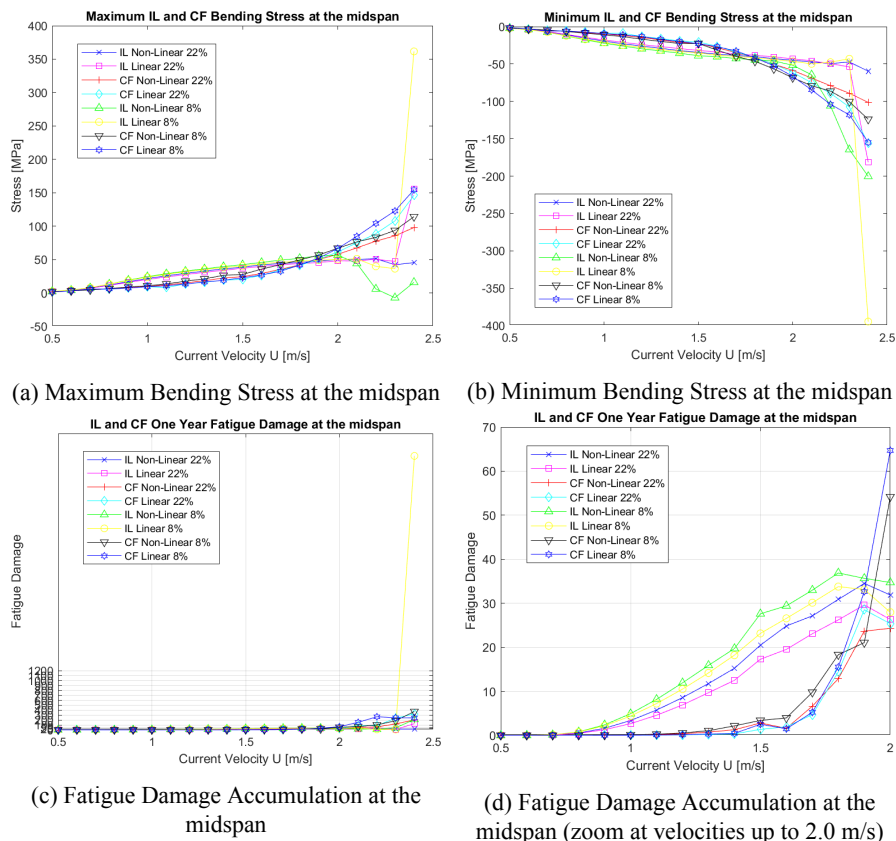 Maximum IL and CF Bending Stress at the midspan
400
350
300
250
200
150
100
50
0
-50
Stress [MPa]
IL Non-Linear 22%
IL Linear 22%
CF Non-Linear 22%
CF Linear 22%
IL Non-Linear 8%
IL Linear 8%
CF Non-Linear 8%
CF Linear 8%
0.5
1
1.5
2
2.5
Current Velocity U [m/s]
(a) Maximum Bending Stress at the midspan
Minimum IL and CF Bending Stress at the midspan
0
-50
-100
-150
-200
-250
-300
-350
-400
Stress [MPa]
IL Non-Linear 22%
IL Linear 22%
CF Non-Linear 22%
CF Linear 22%
IL Non-Linear 8%
IL Linear 8%
CF Non-Linear 8%
CF Linear 8%
0.5
1
1.5
2
2.5
Current Velocity U [m/s]
(b) Minimum Bending Stress at the midspan
IL and CF One Year Fatigue Damage at the midspan
Fatigue Damage
IL Non-Linear 22%
IL Linear 22%
CF Non-Linear 22%
CF Linear 22%
IL Non-Linear 8%
IL Linear 8%
CF Non-Linear 8%
CF Linear 8%
1200
0.5
1
1.5
2
2.5
Current Velocity U [m/s]
(c) Fatigue Damage Accumulation at the
midspan
IL and CF One Year Fatigue Damage at the midspan
70
60
50
40
30
20
10
0
Fatigue Damage
IL Non-Linear 22%
IL Linear 22%
CF Non-Linear 22%
CF Linear 22%
IL Non-Linear 8%
IL Linear 8%
CF Non-Linear 8%
CF Linear 8%
0.5
1
1.5
2
Current Velocity U [m/s]
(d) Fatigue Damage Accumulation at the
midspan (zoom at velocities up to 2.0 m/s)